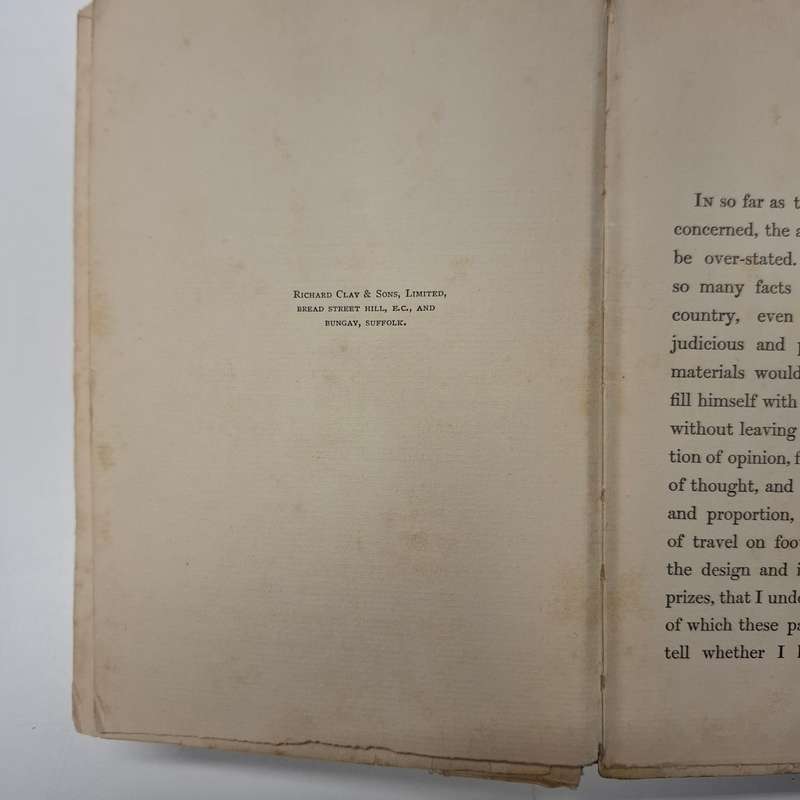 Richard Clay & Sons, Limited,
BREAD STREET HILL, E.C., AND
BUNGAY, SUFFOLK.
In so far as
concerned, the
be over-stated.
so many facts
country, even
judicious and
materials would
fill himself with
without leaving
tion of opinion,
of thought, and
and proportion,
of travel on
the design and
prizes, that I
of which these
tell whether I